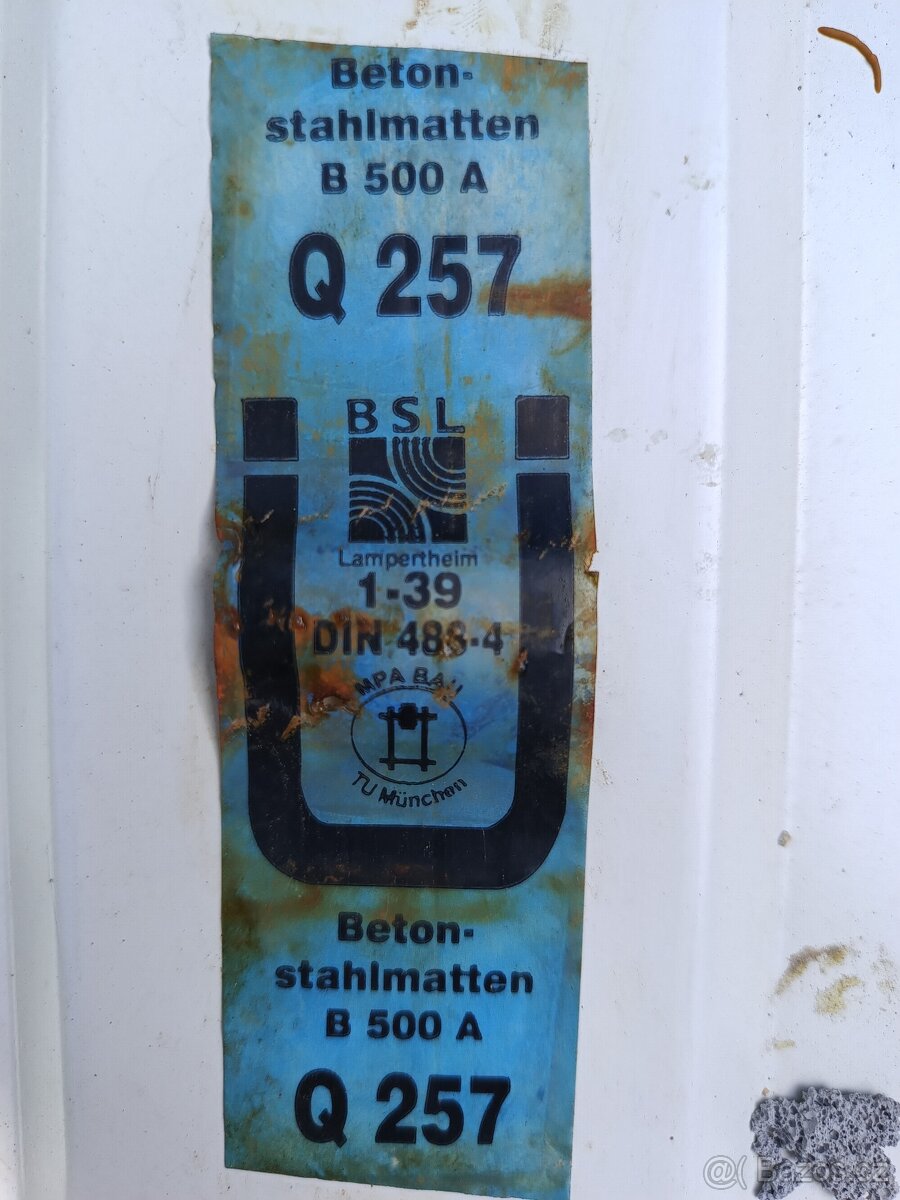 Beton-
stahlmatten
B 500 A
Q 257
BSL
Lampertheim
1-39
DIN 488-4
MPA BAU
TU München
Beton-
stahlmatten
B 500 A
Q 257
@( Bazos.cz